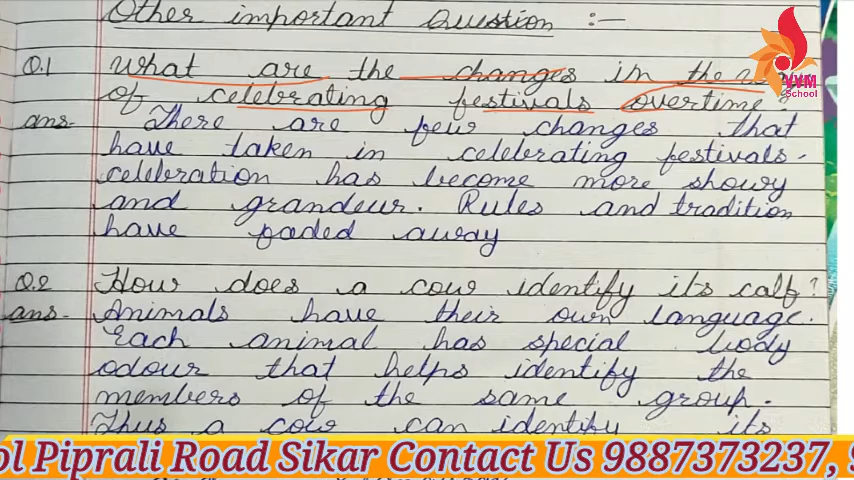 Other important Question :-
Q.1 What are the changes in the
of celebrating festivals overtime?
ans. There are few changes that
have taken in celebrating festivals.
celebration has become more showy
and grandeur. Rules and tradition
have faded away
Q.2 How does a cow identify its calf?
ans. Animals have their own language.
Each animal has special body
odour that helps identify the
members of the same group.
Thus a cow can identify its
ol Piprali Road Sikar Contact Us 9887373237, 9
VVM
School